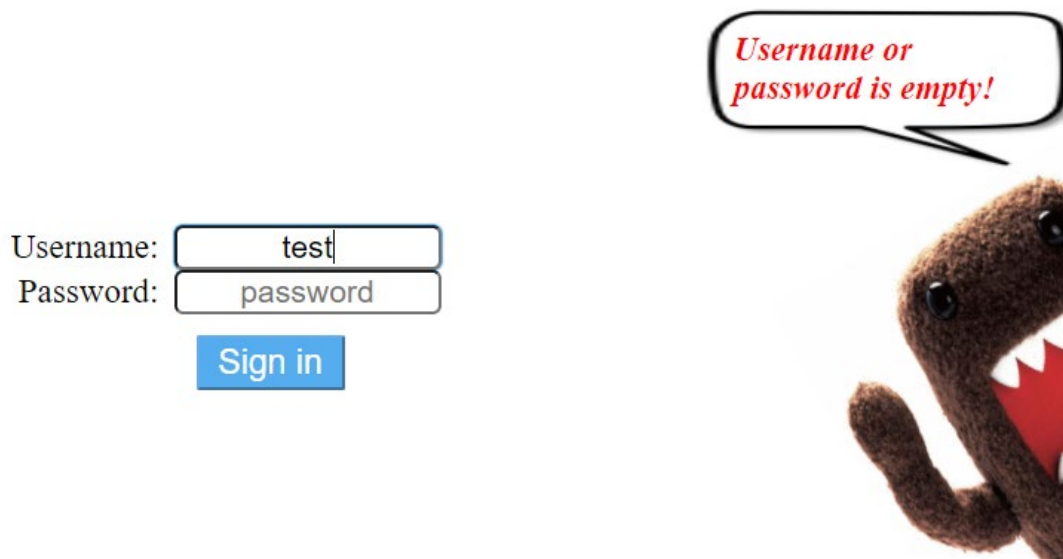 Username or
password is empty!
Username: test
Password: password
Sign in